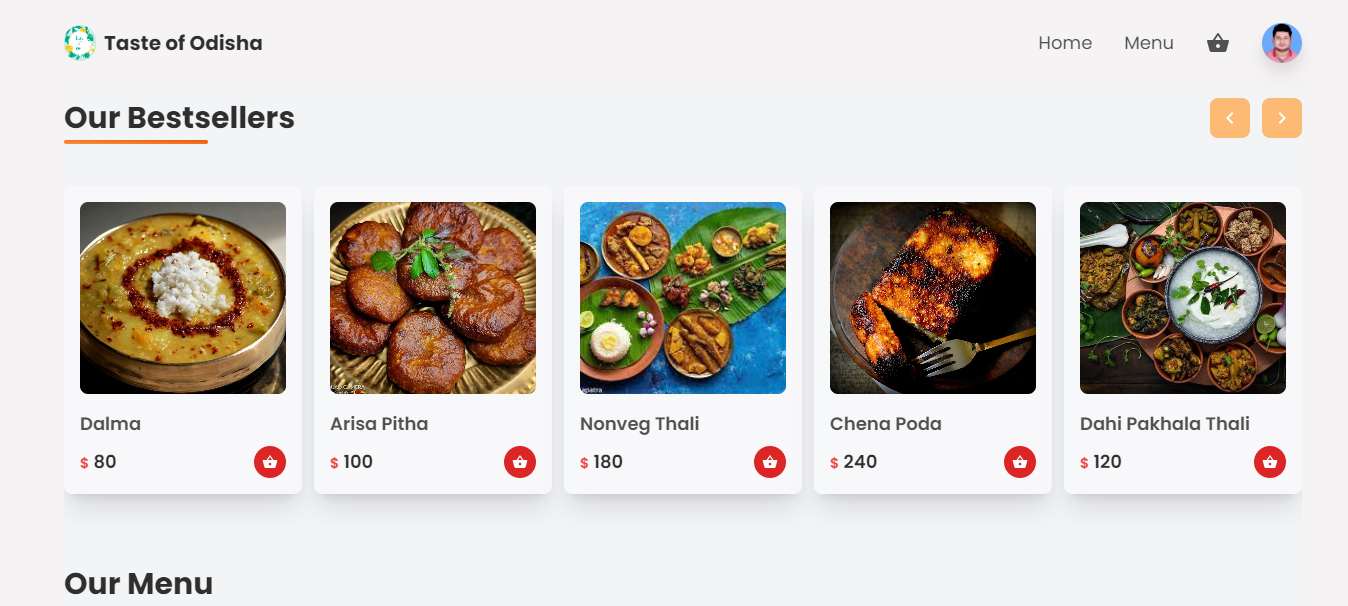 Taste of Odisha
Home
Menu
Our Bestsellers
Dalma
$ 80
Arisa Pitha
$ 100
Nonveg Thali
$ 180
Chena Poda
$ 240
Dahi Pakhala Thali
$ 120
Our Menu